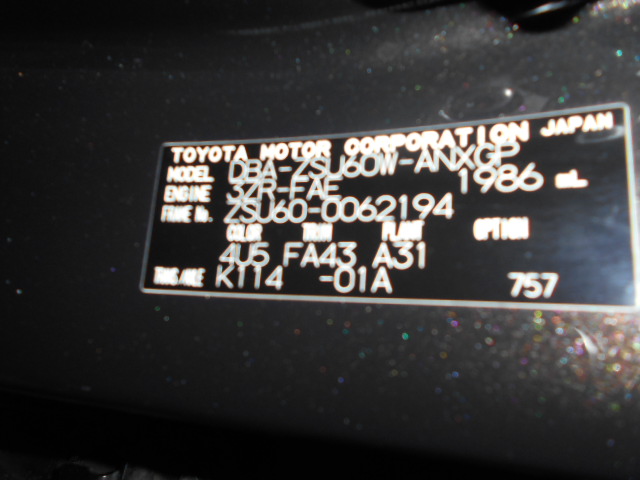 TOYOTA MOTOR CORPORATION JAPAN
MODEL DBA-ZSU60W-ANXGP
ENGINE 3ZR-FAE 1986 mL.
FRAME No. ZSU60-0062194
COLOR TRIM PLANT OPTION
4U5 FA43 A31
TRANS/AXLE K114 -01A 757